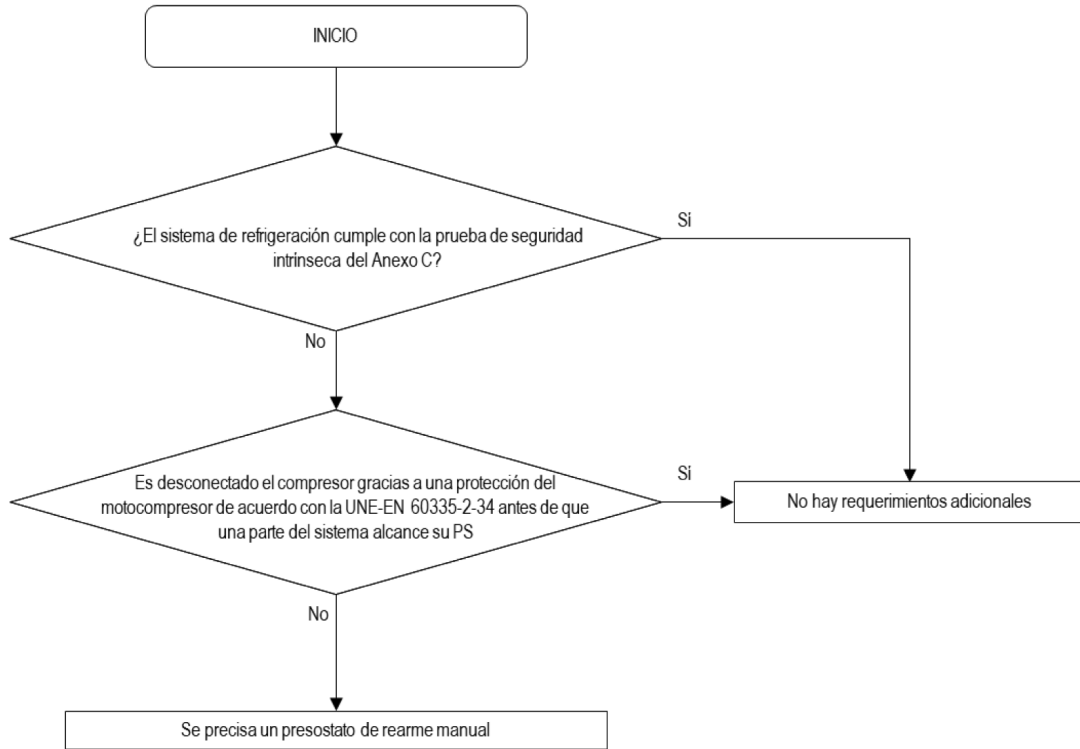 INICIO
¿El sistema de refrigeración cumple con la prueba de seguridad
intrínseca del Anexo C?
Si
No
Es desconectado el compresor gracias a una protección del
motocompresor de acuerdo con la UNE-EN 60335-2-34 antes de que
una parte del sistema alcance su PS
Si
No hay requerimientos adicionales
No
Se precisa un presostato de rearme manual